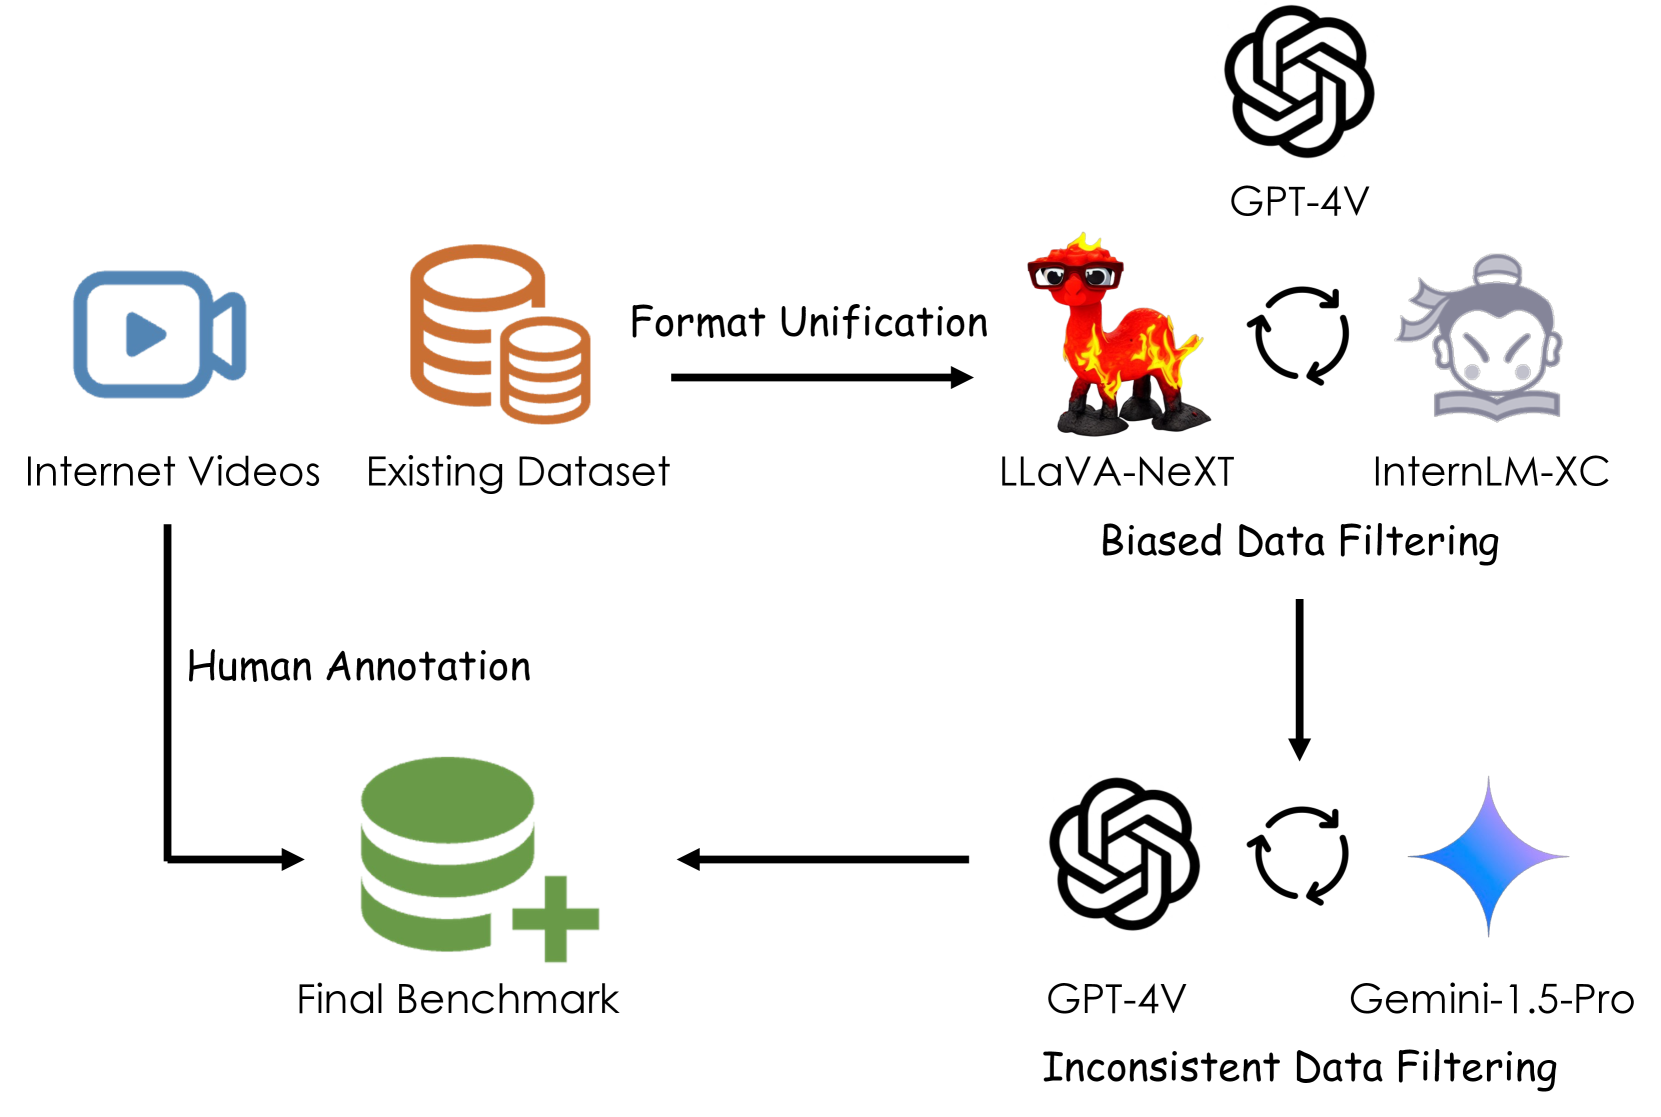 GPT-4V
Format Unification
Internet Videos
Existing Dataset
LLaVA-NeXT
InternLM-XC
Biased Data Filtering
Human Annotation
Final Benchmark
GPT-4V
Gemini-1.5-Pro
Inconsistent Data Filtering